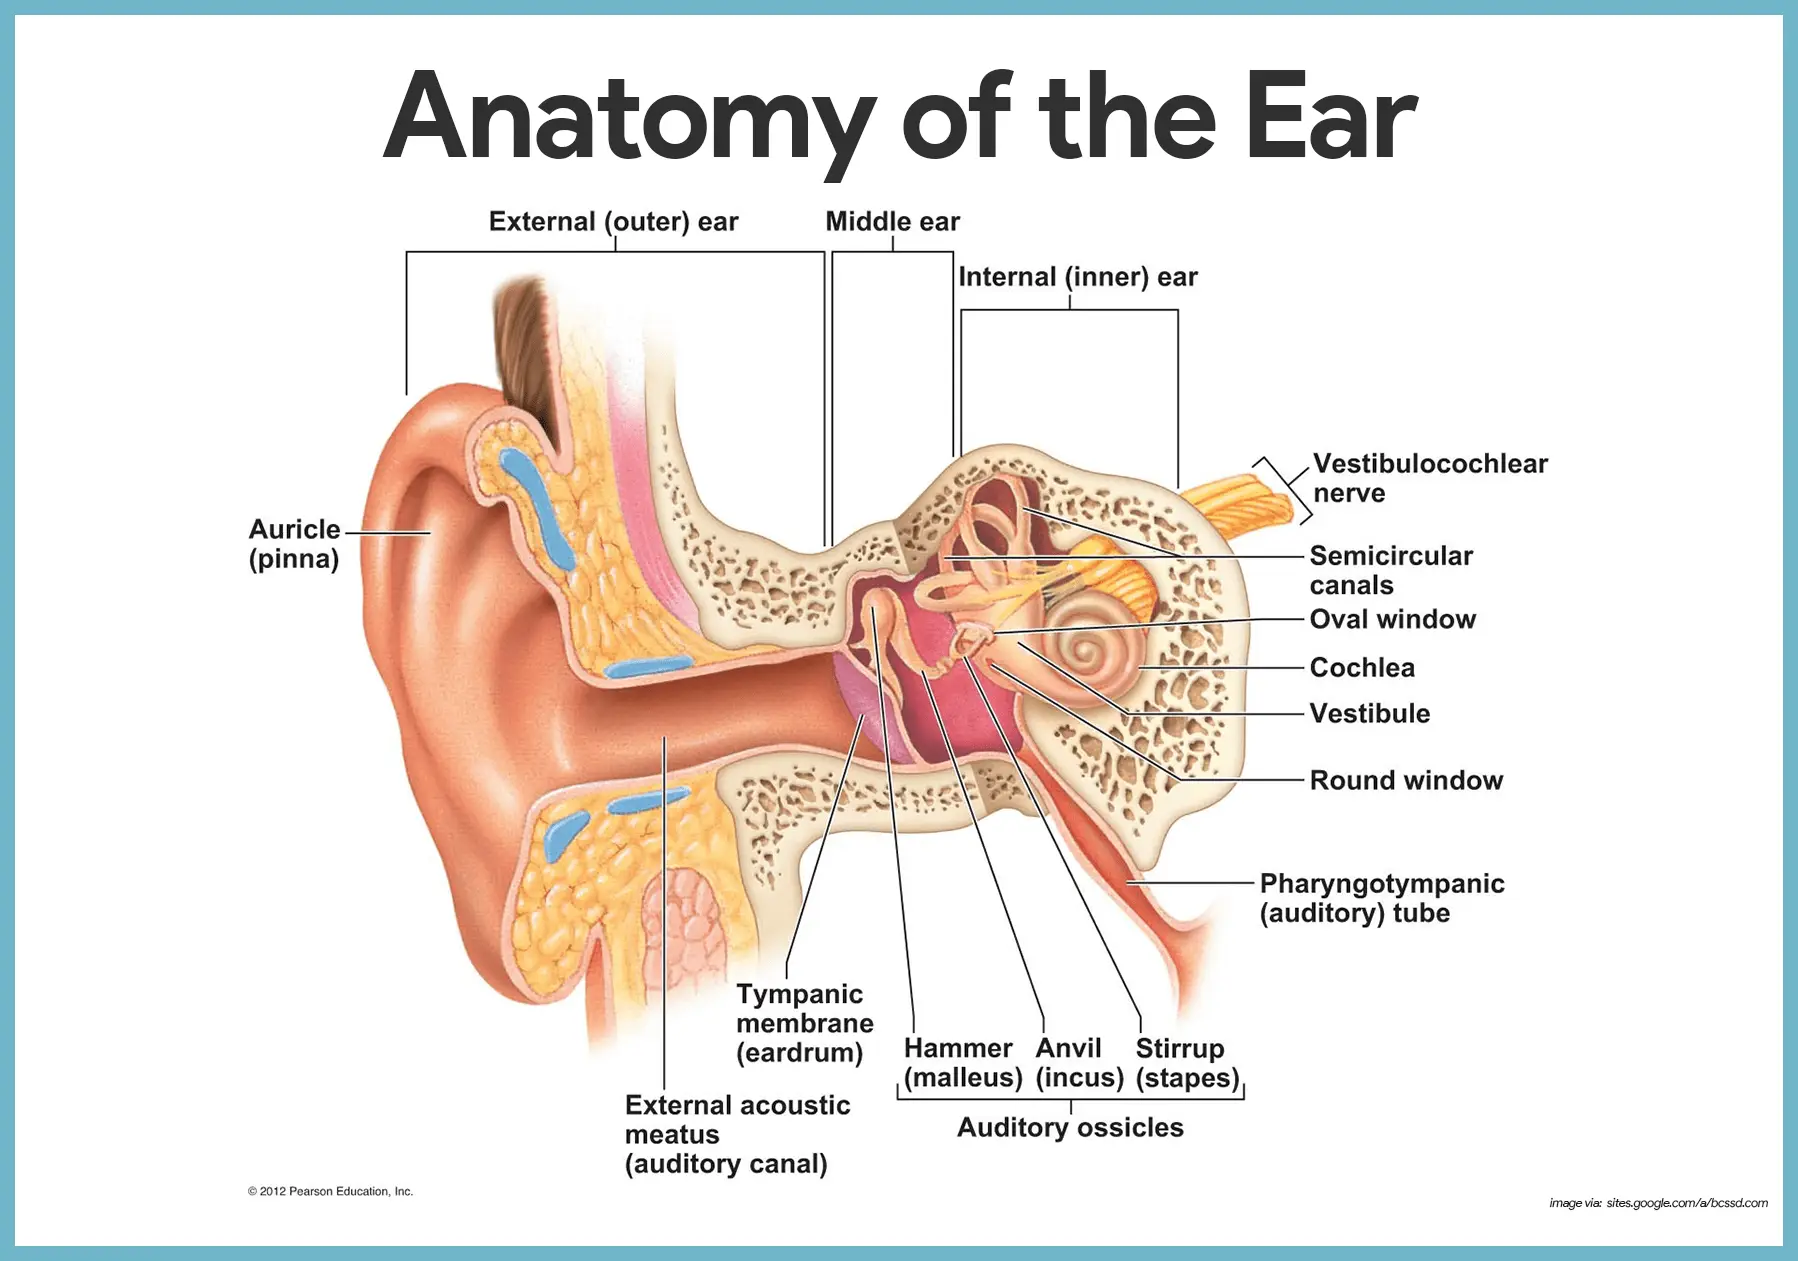 Anatomy of the Ear
External (outer) ear
Middle ear
Internal (inner) ear
Vestibulocochlear
nerve
Auricle
(pinna)
Semicircular
canals
Oval window
Cochlea
Vestibule
Round window
Pharyngotympanic
(auditory) tube
Tympanic
membrane
(eardrum)
Hammer
(malleus)
Anvil
(incus)
Stirrup
(stapes)
Auditory ossicles
External acoustic
meatus
(auditory canal)
© 2012 Pearson Education, Inc.
image via: sites.google.com/a/bcssd.com